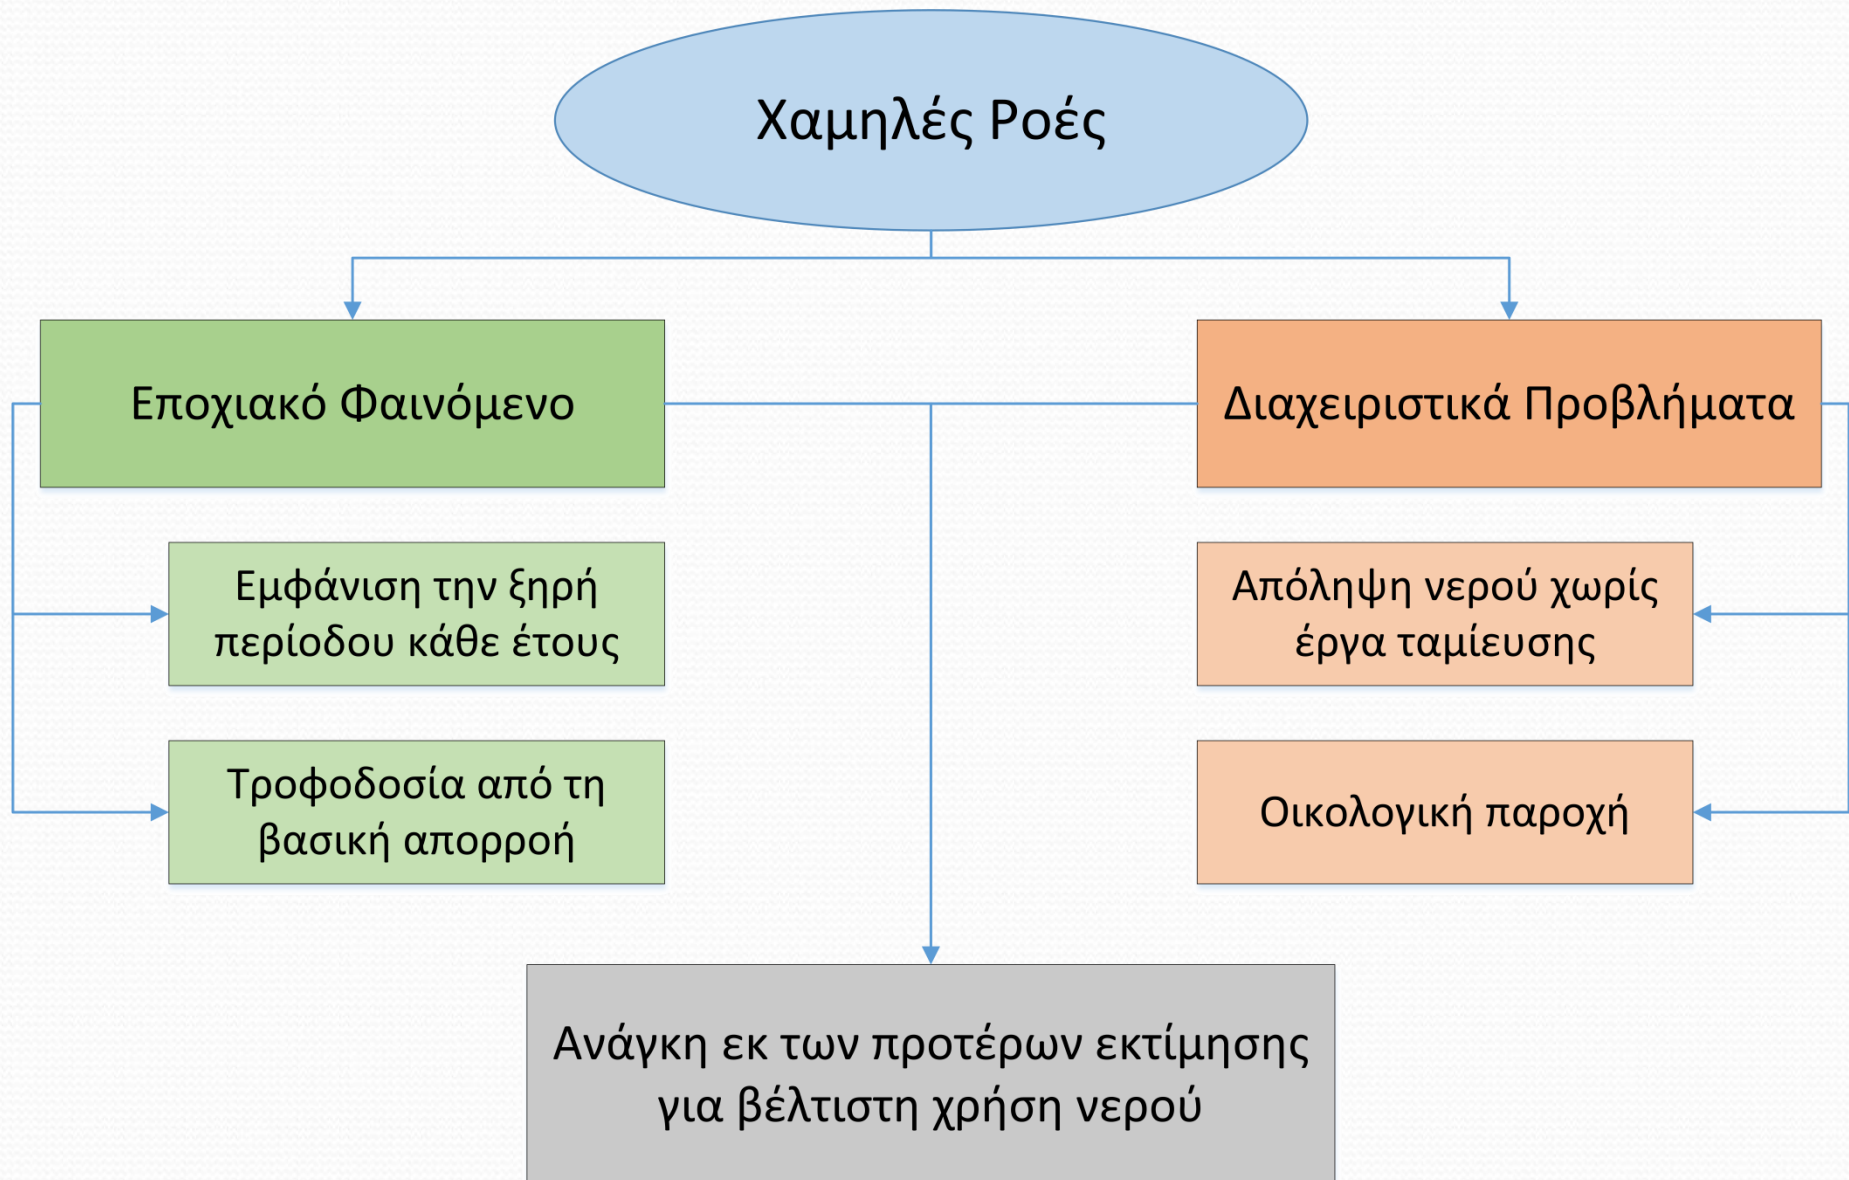 Χαμηλές Ροές
Εποχιακό Φαινόμενο
Διαχειριστικά Προβλήματα
Εμφάνιση την ξηρή
περίοδου κάθε έτους
Απόληψη νερού χωρίς
έργα ταμίευσης
Τροφοδοσία από τη
βασική απορροή
Οικολογική παροχή
Ανάγκη εκ των προτέρων εκτίμησης
για βέλτιστη χρήση νερού